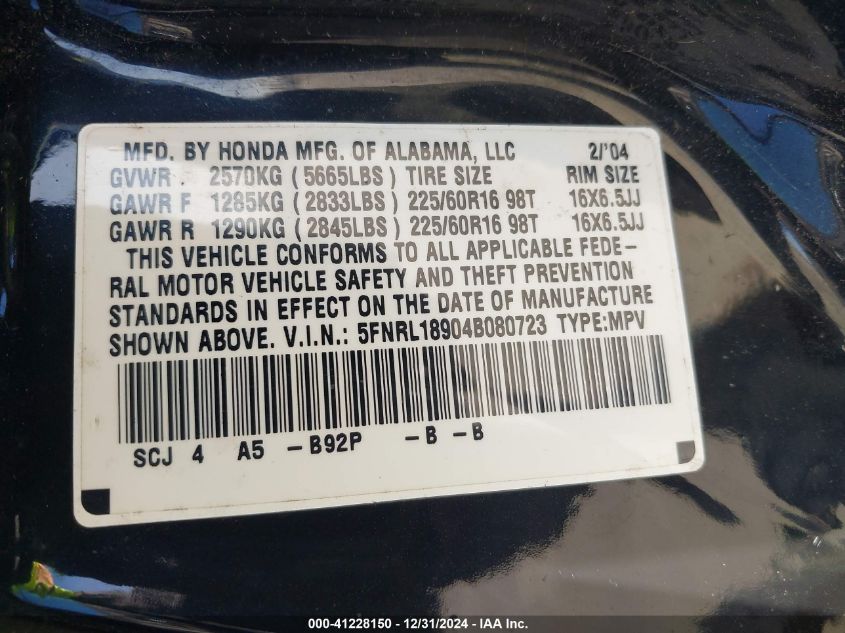 MFD. BY HONDA MFG. OF ALABAMA, LLC 2/'04
GVWR . 2570KG ( 5665LBS) TIRE SIZE RIM SIZE
GAWR F 1285KG ( 2833LBS) 225/60R16 98T 16X6.5JJ
GAWR R 1290KG ( 2845LBS) 225/60R16 98T 16X6.5JJ
THIS VEHICLE CONFORMS TO ALL APPLICABLE FEDE-
RAL MOTOR VEHICLE SAFETY AND THEFT PREVENTION
STANDARDS IN EFFECT ON THE DATE OF MANUFACTURE
SHOWN ABOVE. V.I.N.: 5FNRL18904B080723 TYPE:MPV
SCJ 4 A5 -B92P -B -B
000-41228150 - 12/31/2024 - IAA Inc.